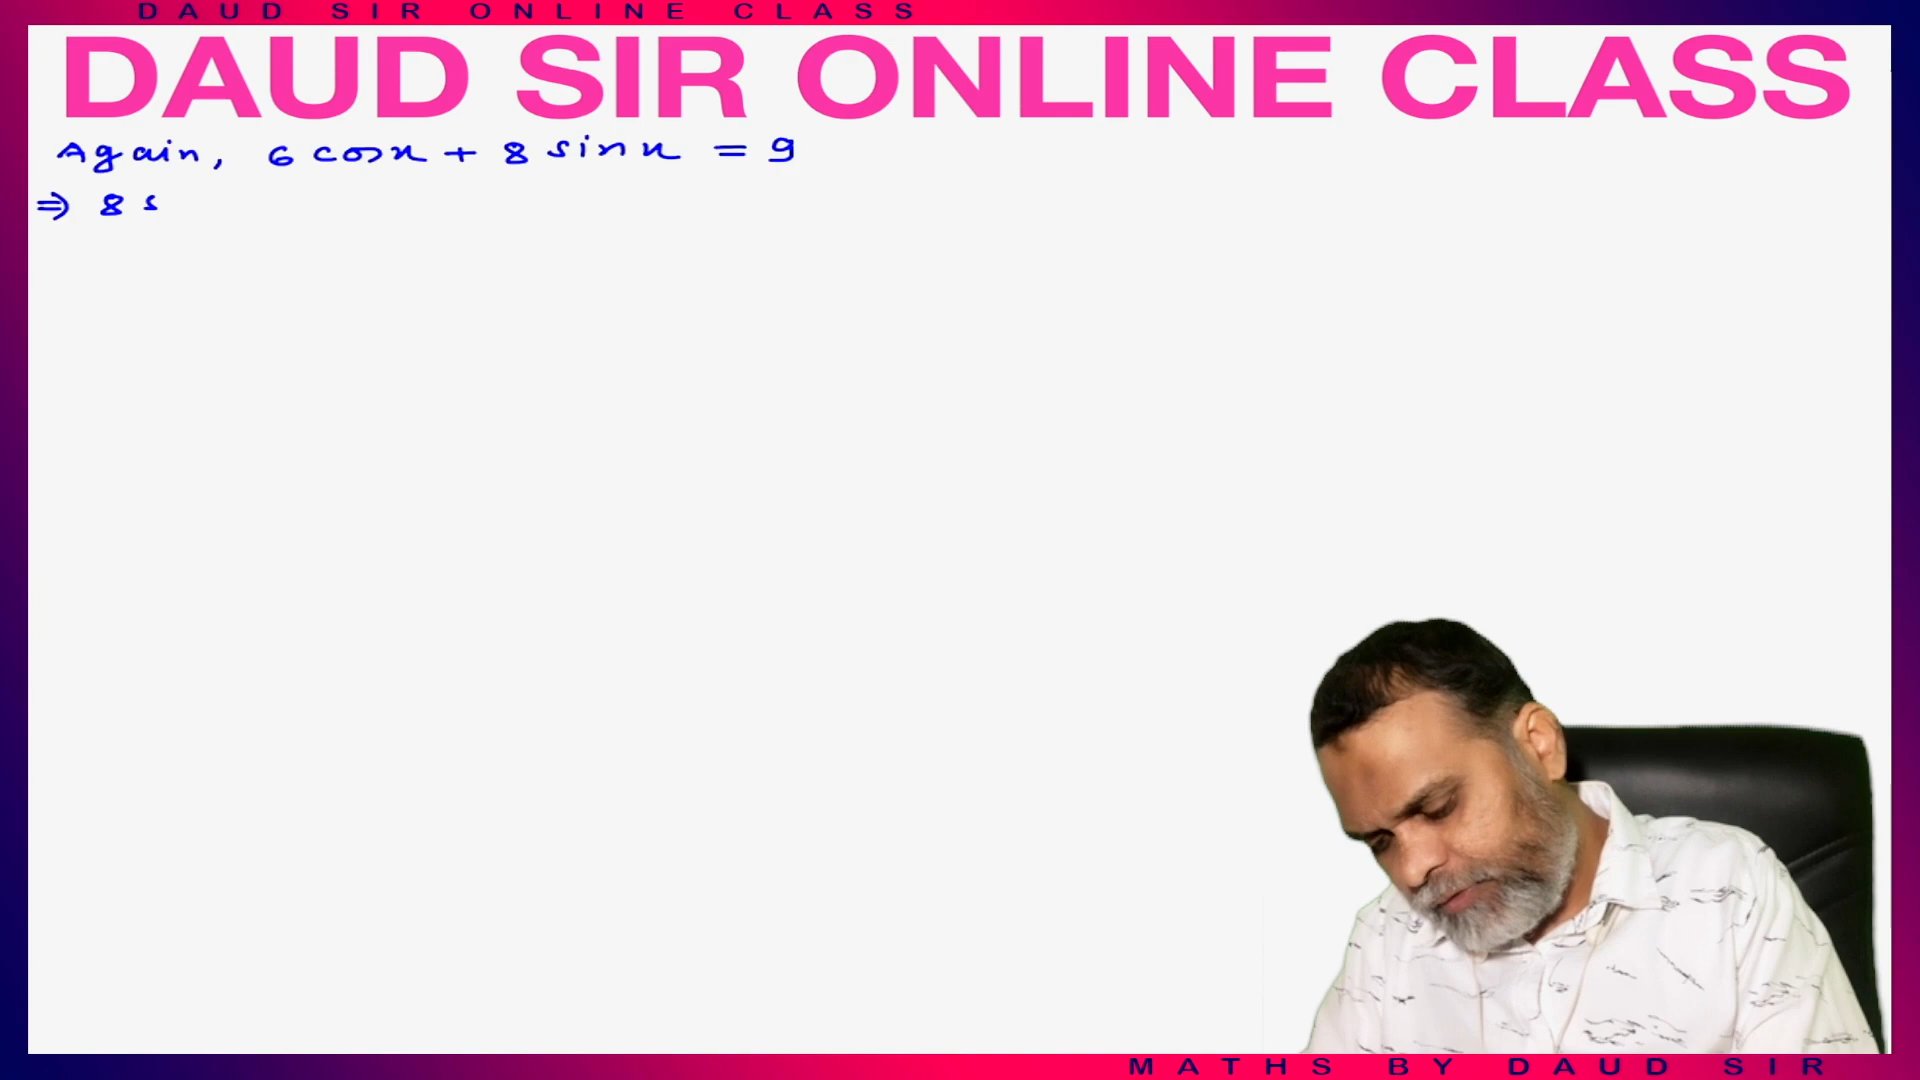 DAUD SIR ONLINE CLASS
DAUD SIR ONLINE CLASS
Again, 6 cosx + 8 sinx = 9
⇒ 8 s
MATHS BY DAUD SIR